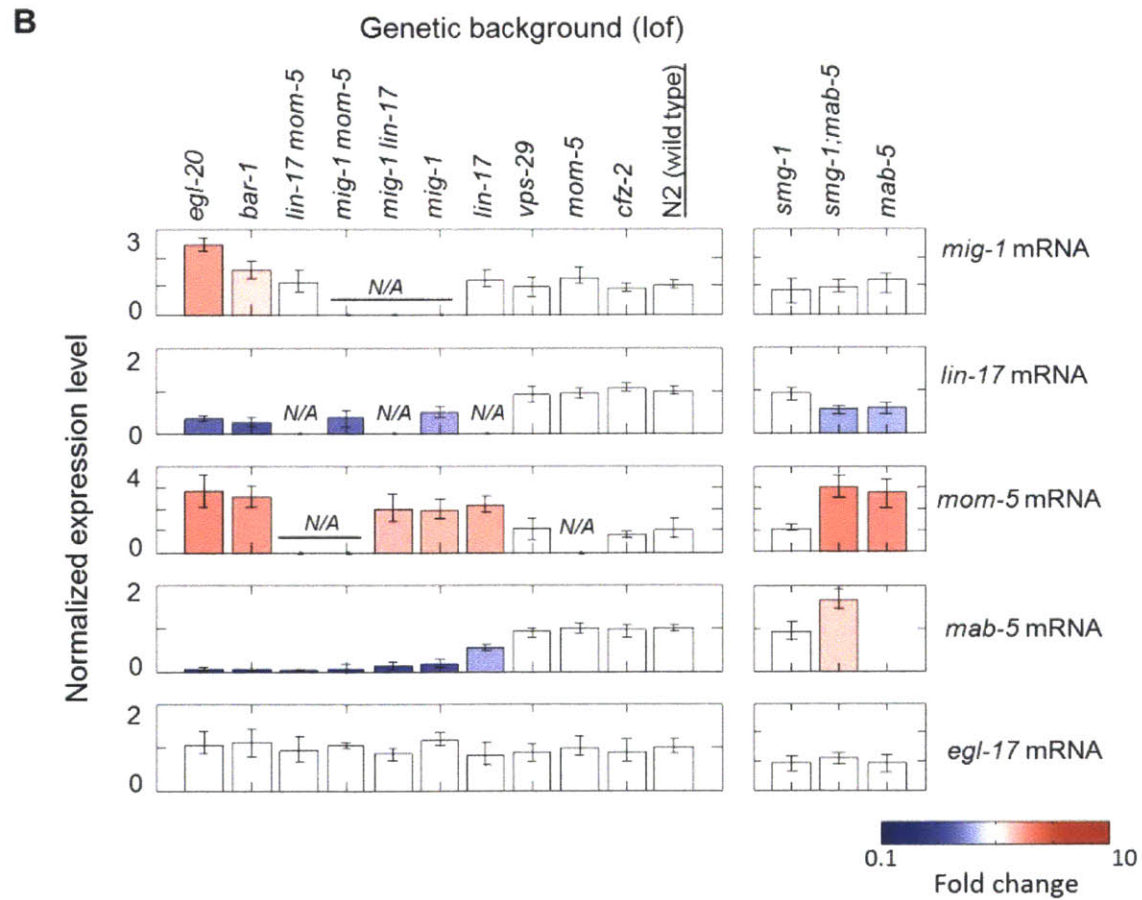 B
Genetic background (lof)
egl-20
bar-1
lin-17 mom-5
mig-1 mom-5
mig-1 lin-17
mig-1
lin-17
vps-29
mom-5
cfz-2
N2 (wild type)
smg-1
smg-1;mab-5
mab-5
Normalized expression level
3
0
N/A
mig-1 mRNA
2
0
N/A
N/A
N/A
lin-17 mRNA
4
0
N/A
N/A
mom-5 mRNA
2
0
mab-5 mRNA
2
0
egl-17 mRNA
0.1
10
Fold change